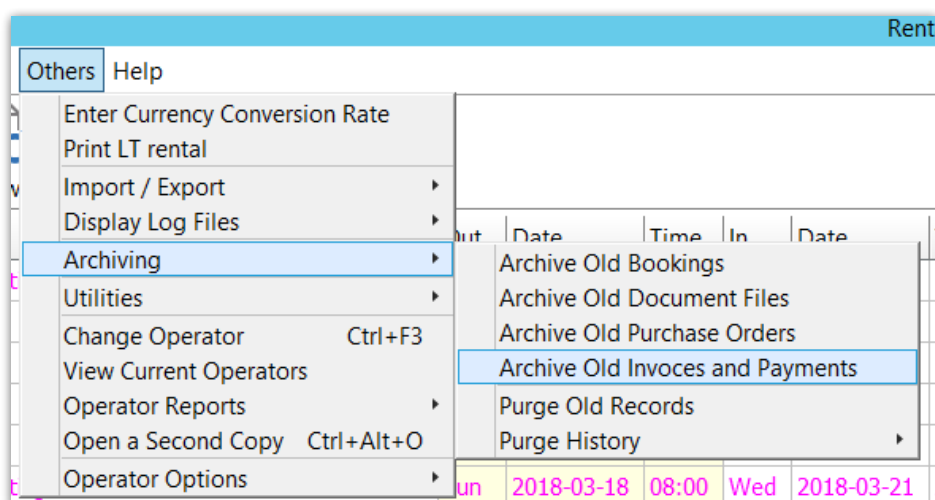 Rent
Others Help
Enter Currency Conversion Rate
Print LT rental
Import / Export
Display Log Files
Date Time In Date
Archiving
Archive Old Bookings
Utilities
Archive Old Document Files
Change Operator Ctrl+F3
Archive Old Purchase Orders
View Current Operators
Archive Old Invoces and Payments
Operator Reports
Purge Old Records
Open a Second Copy Ctrl+Alt+O
Purge History
Operator Options
un 2018-03-18 08:00 Wed 2018-03-21